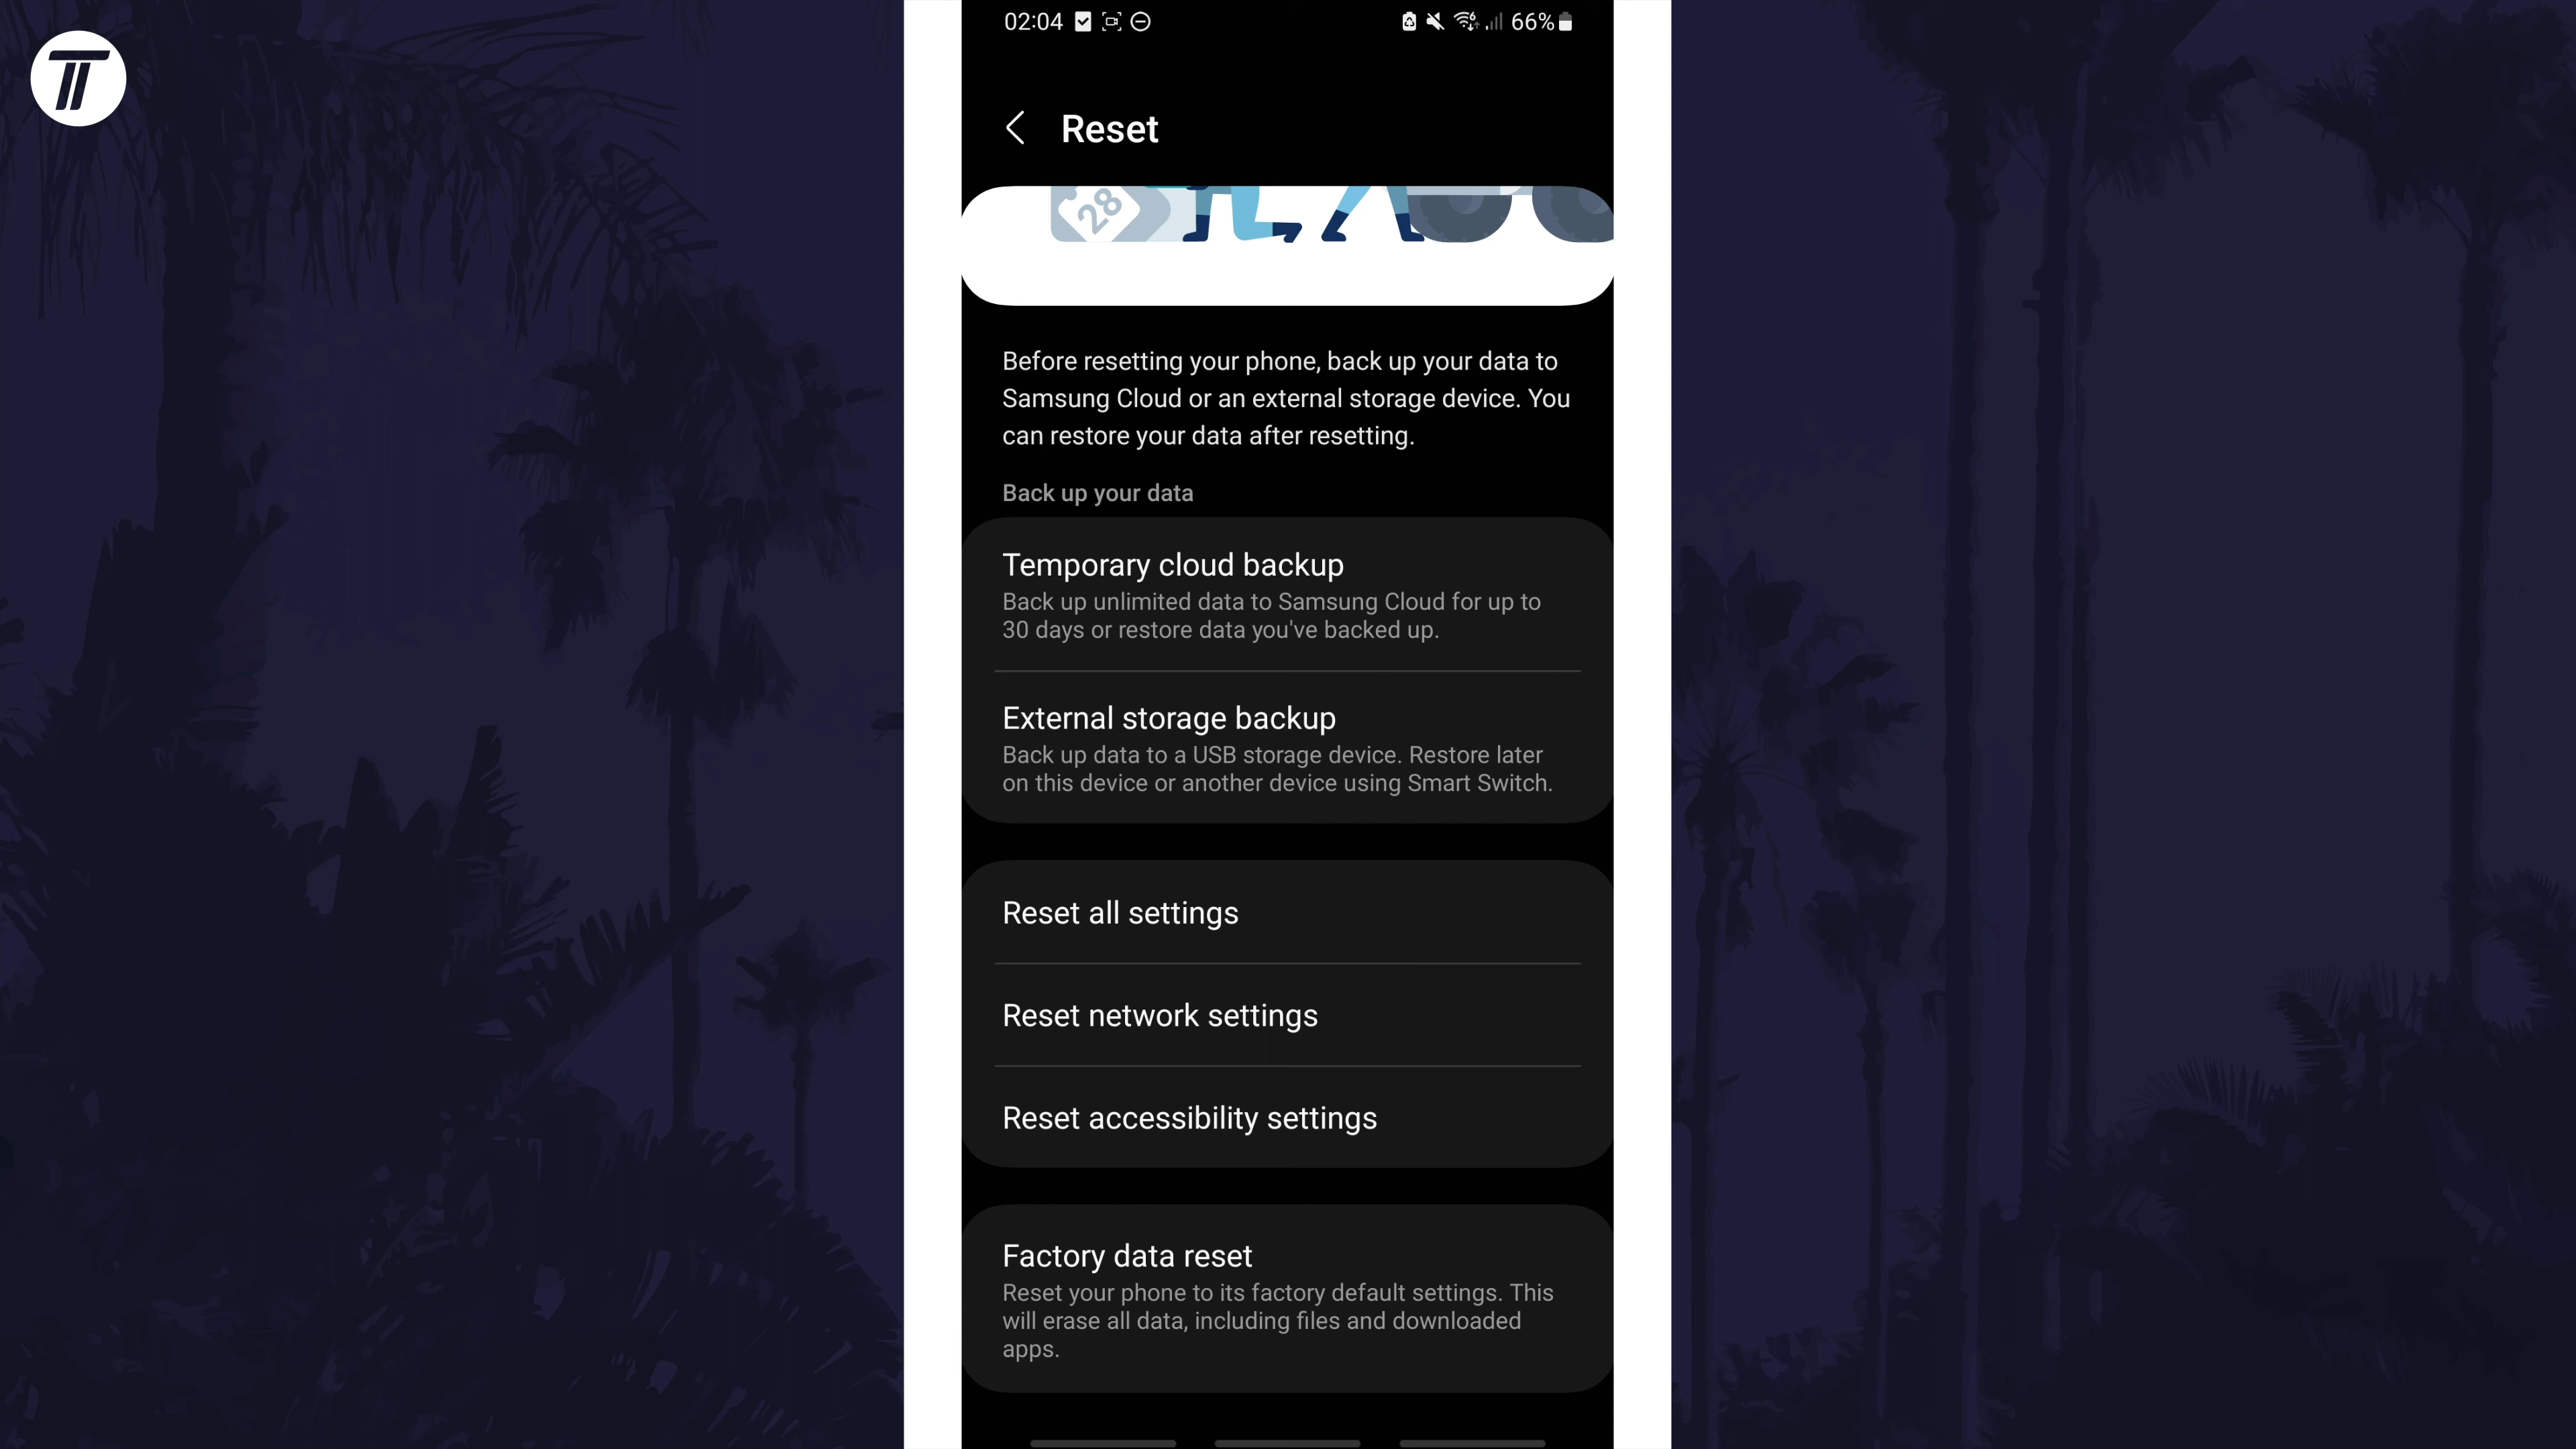 02:04
66%
Reset
28
Before resetting your phone, back up your data to
Samsung Cloud or an external storage device. You
can restore your data after resetting.
Back up your data
Temporary cloud backup
Back up unlimited data to Samsung Cloud for up to
30 days or restore data you've backed up.
External storage backup
Back up data to a USB storage device. Restore later
on this device or another device using Smart Switch.
Reset all settings
Reset network settings
Reset accessibility settings
Factory data reset
Reset your phone to its factory default settings. This
will erase all data, including files and downloaded
apps.